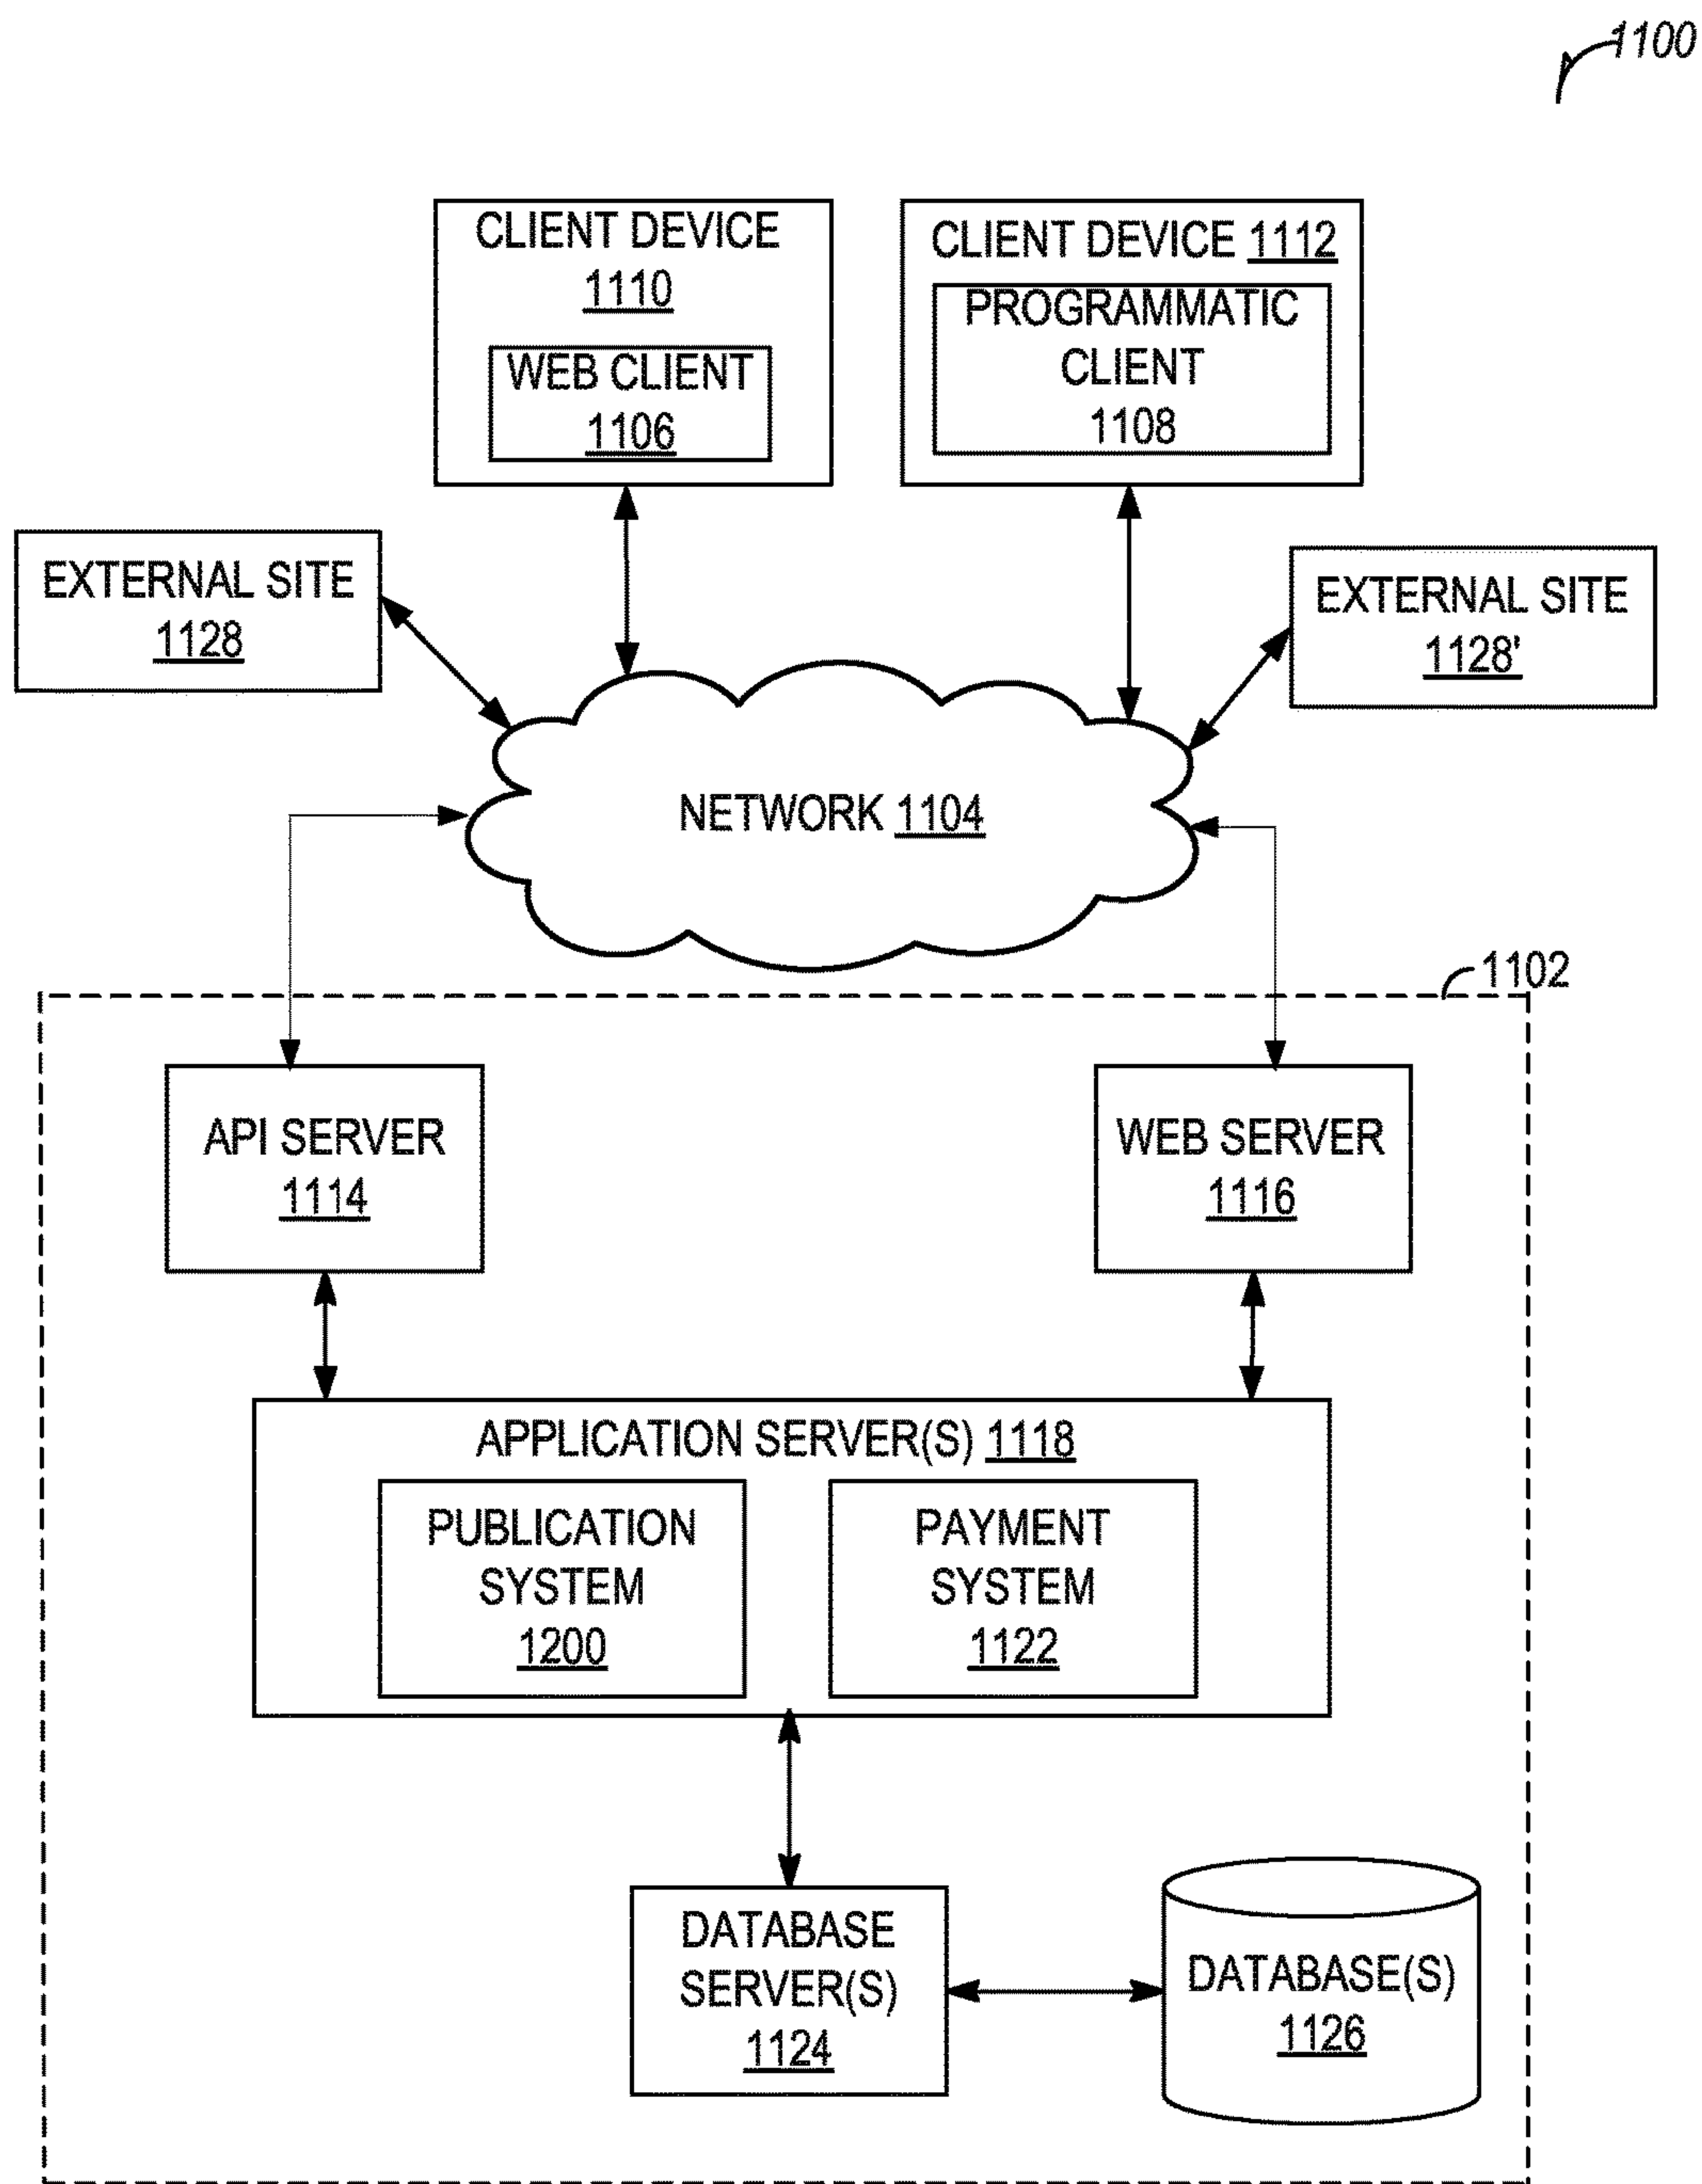 1100
CLIENT DEVICE
1110
WEB CLIENT
1106
CLIENT DEVICE 1112
PROGRAMMATIC
CLIENT
1108
EXTERNAL SITE
1128
EXTERNAL SITE
1128'
NETWORK 1104
1102
API SERVER
1114
WEB SERVER
1116
APPLICATION SERVER(S) 1118
PUBLICATION
SYSTEM
1200
PAYMENT
SYSTEM
1122
DATABASE
SERVER(S)
1124
DATABASE(S)
1126